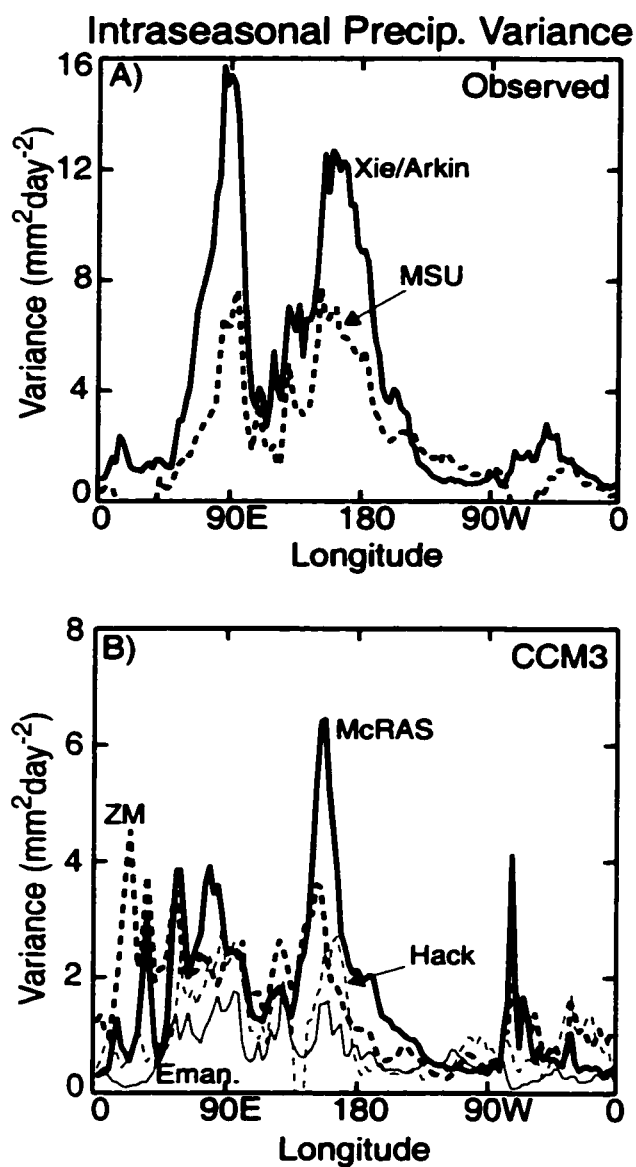 Intraseasonal Precip. Variance
A)
Observed
16
12
8
4
0
Variance (mm²day⁻²)
Xie/Arkin
MSU
0 90E 180 90W 0
Longitude
B)
CCM3
8
6
4
2
0
Variance (mm²day⁻²)
McRAS
ZM
Hack
Eman.
0 90E 180 90W 0
Longitude